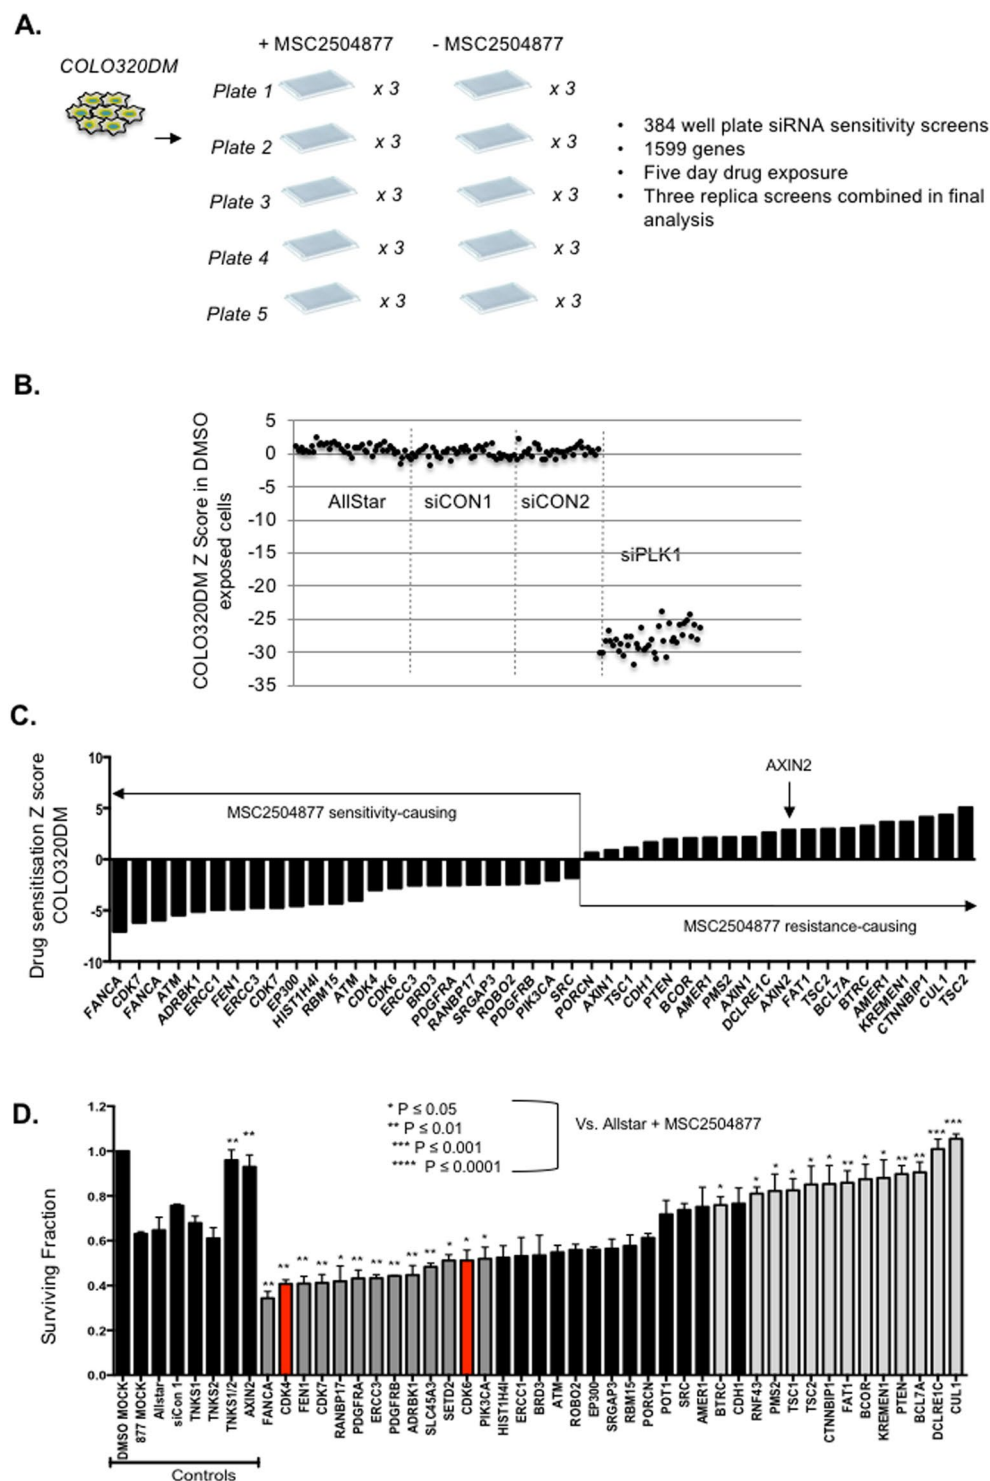 A.
+ MSC2504877
- MSC2504877
COLO320DM
Plate 1
x 3
x 3
Plate 2
x 3
x 3
Plate 3
x 3
x 3
Plate 4
x 3
x 3
Plate 5
x 3
x 3
• 384 well plate siRNA sensitivity screens
• 1599 genes
• Five day drug exposure
• Three replica screens combined in final
analysis
B.
COLO320DM Z Score in DMSO
exposed cells
5
0
-5
-10
-15
-20
-25
-30
-35
AllStar
siCON1
siCON2
siPLK1
C.
Drug sensitisation Z score
COLO320DM
10
5
0
-5
-10
MSC2504877 sensitivity-causing
AXIN2
MSC2504877 resistance-causing
FANCA
CDK7
FANCA
ATM
ADRBK1
ERCC1
FEN1
ERCC3
CDK7
EP300
HIST1H4I
RBM15
ATM
CDK4
CDK6
ERCC3
BRD3
PDGFRA
RANBP17
SRGAP3
ROBO2
PDGFRB
PIK3CA
SRC
PORCN
AXIN1
TSC1
CDH1
PTEN
BCOR
AMER1
PMS2
AXIN1
DCLRE1C
AXIN2
FAT1
TSC2
BCL7A
BTRC
AMER1
KREMEN1
CTNNBIP1
CUL1
TSC2
D.
Surviving Fraction
1.2
1.0
0.8
0.6
0.4
0.2
0.0
* P ≤ 0.05
** P ≤ 0.01
*** P ≤ 0.001
**** P ≤ 0.0001
Vs. Allstar + MSC2504877
** ** ** ** ** ** * ** ** ** ** ** * * * * * * * * * ** * * ** ** *** ***
DMSO MOCK
877 MOCK
Allstar
siCon 1
TNKS1
TNKS2
TNKS1/2
AXIN2
FANCA
CDK4
FEN1
CDK7
RANBP17
PDGFRA
ERCC3
PDGFRB
ADRBK1
SLC45A3
SETD2
CDK6
PIK3CA
HIST1H4I
ERCC1
BRD3
ATM
ROBO2
EP300
SRGAP3
RBM15
PORCN
POT1
SRC
AMER1
BTRC
CDH1
RNF43
PMS2
TSC1
TSC2
CTNNBIP1
FAT1
BCOR
KREMEN1
PTEN
BCL7A
DCLRE1C
CUL1
Controls